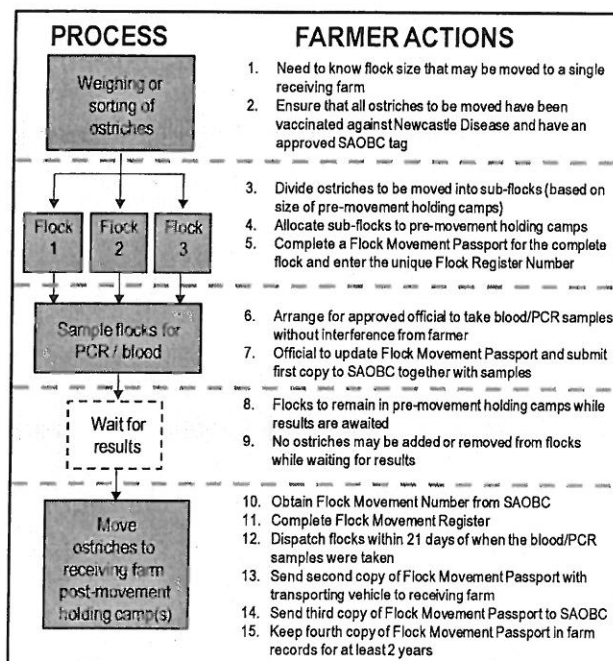 PROCESS
FARMER ACTIONS
Weighing or
sorting of
ostriches
1. Need to know flock size that may be moved to a single
receiving farm
2. Ensure that all ostriches to be moved have been
vaccinated against Newcastle Disease and have an
approved SAOBC tag
Flock
1
Flock
2
Flock
3
3. Divide ostriches to be moved into sub-flocks (based on
size of pre-movement holding camps)
4. Allocate sub-flocks to pre-movement holding camps
5. Complete a Flock Movement Passport for the complete
flock and enter the unique Flock Register Number
Sample flocks for
PCR / blood
6. Arrange for approved official to take blood/PCR samples
without interference from farmer
7. Official to update Flock Movement Passport and submit
first copy to SAOBC together with samples
Wait for
results
8. Flocks to remain in pre-movement holding camps while
results are awaited
9. No ostriches may be added or removed from flocks
while waiting for results
Move
ostriches to
receiving farm
post-movement
holding camp(s)
10. Obtain Flock Movement Number from SAOBC
11. Complete Flock Movement Register
12. Dispatch flocks within 21 days of when the blood/PCR
samples were taken
13. Send second copy of Flock Movement Passport with
transporting vehicle to receiving farm
14. Send third copy of Flock Movement Passport to SAOBC
15. Keep fourth copy of Flock Movement Passport in farm
records for at least 2 years